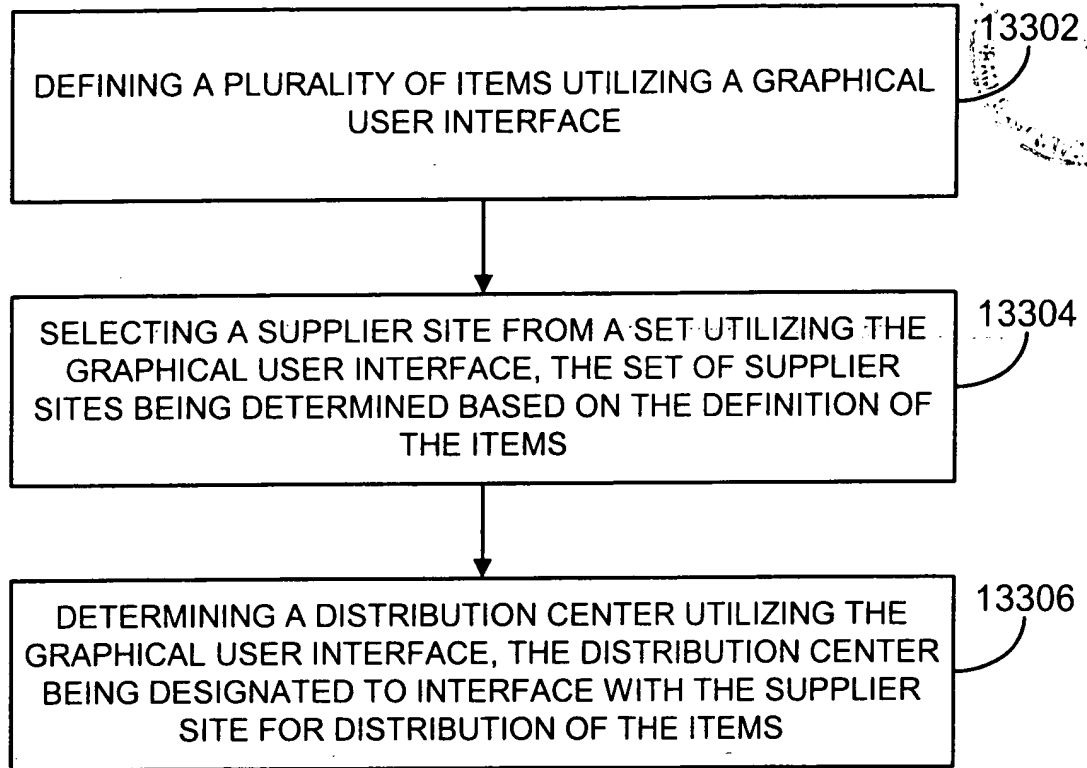 13302
DEFINING A PLURALITY OF ITEMS UTILIZING A GRAPHICAL
USER INTERFACE
13304
SELECTING A SUPPLIER SITE FROM A SET UTILIZING THE
GRAPHICAL USER INTERFACE, THE SET OF SUPPLIER
SITES BEING DETERMINED BASED ON THE DEFINITION OF
THE ITEMS
13306
DETERMINING A DISTRIBUTION CENTER UTILIZING THE
GRAPHICAL USER INTERFACE, THE DISTRIBUTION CENTER
BEING DESIGNATED TO INTERFACE WITH THE SUPPLIER
SITE FOR DISTRIBUTION OF THE ITEMS